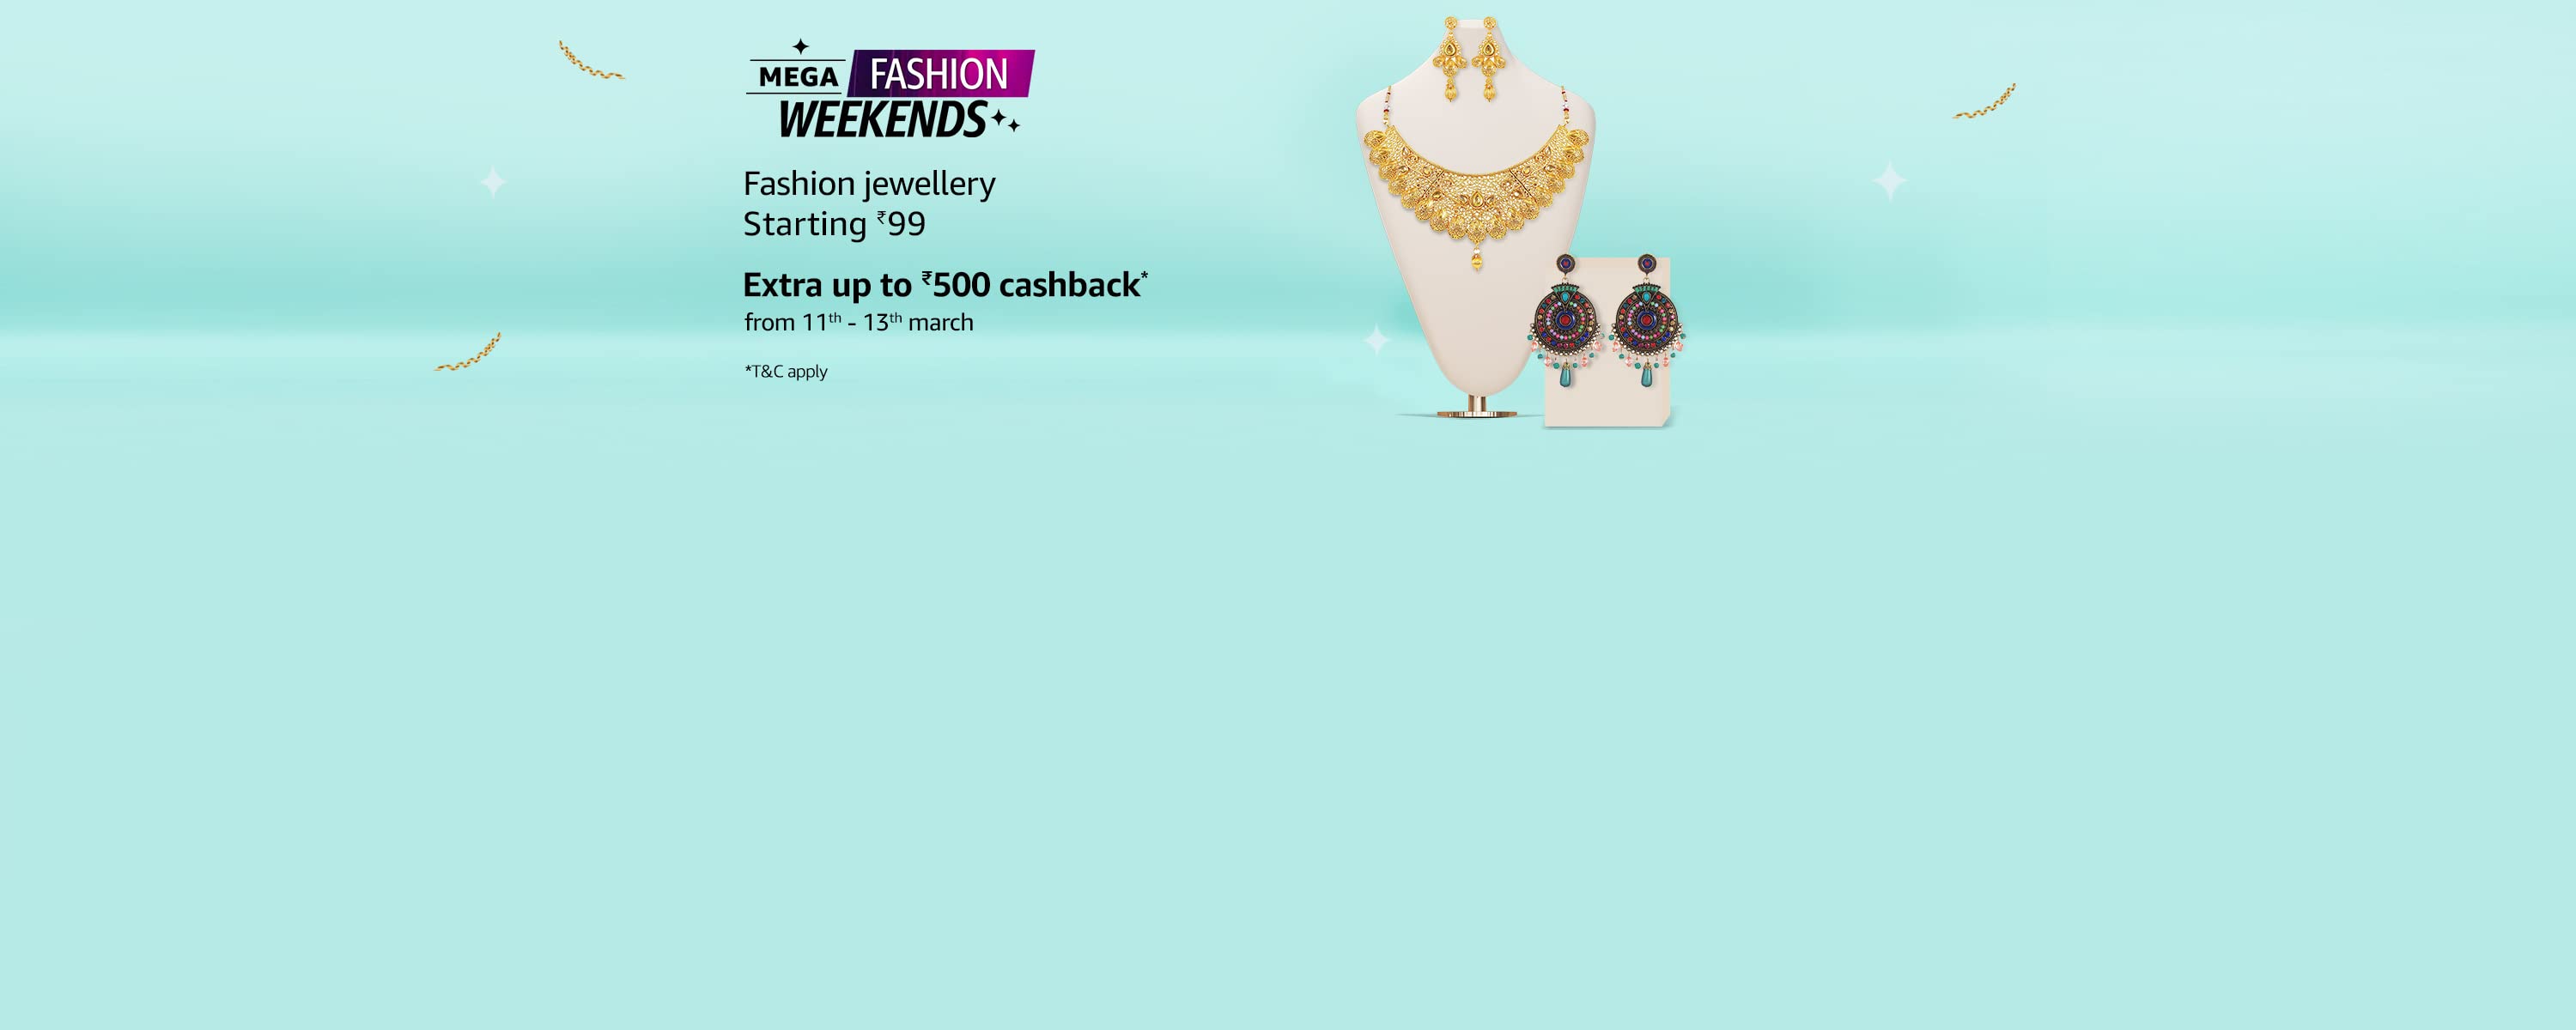 MEGA FASHION
WEEKENDS
Fashion jewellery
Starting ₹99
Extra up to ₹500 cashback*
from 11th - 13th march
*T&C apply